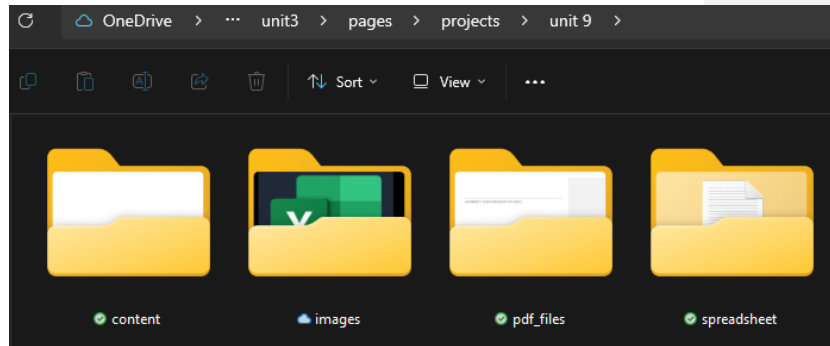 OneDrive > ... unit3 > pages > projects > unit 9 >
Sort View ...
content images pdf_files spreadsheet